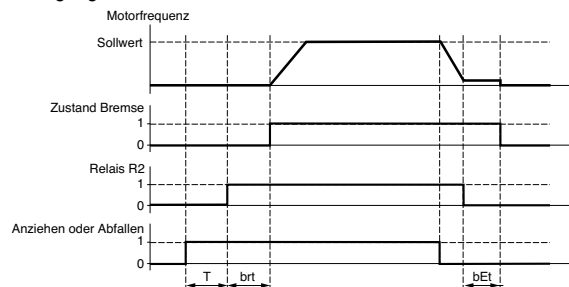 Motorfrequenz
Sollwert
Zustand Bremse
1
0
Relais R2
1
0
Anziehen oder Abfallen
1
0
T brt bEt